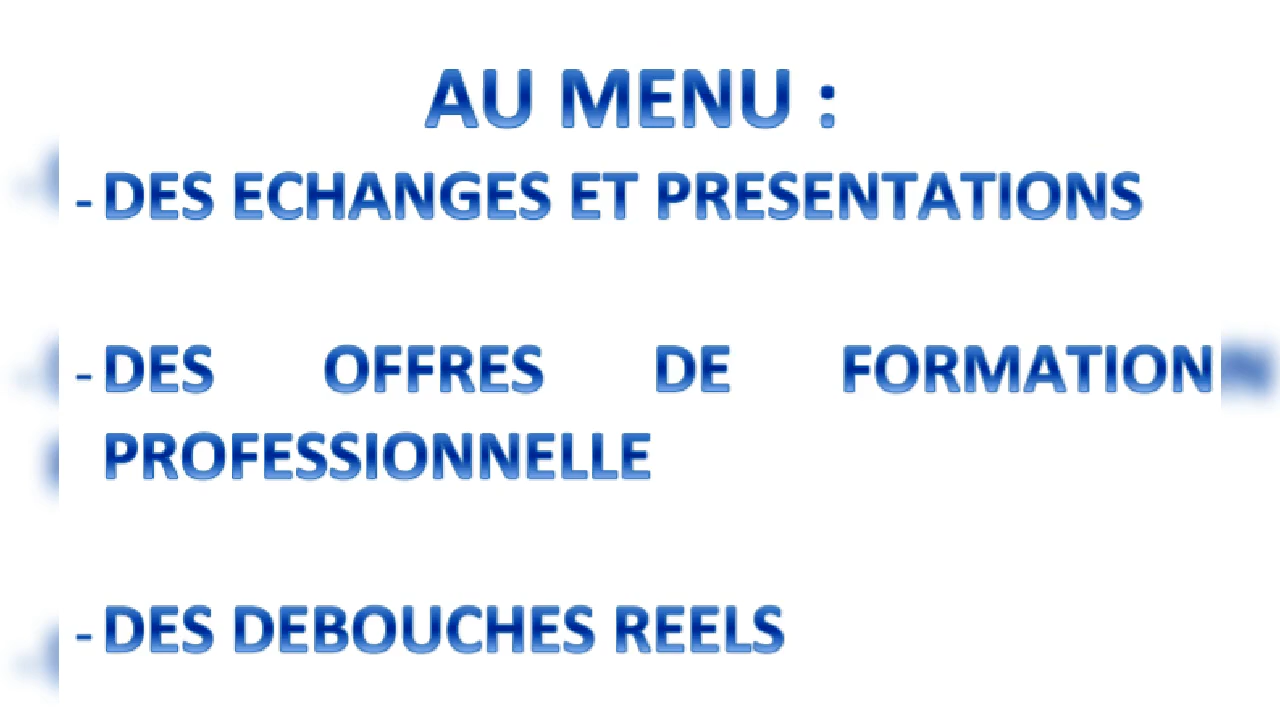 AU MENU :
- DES ECHANGES ET PRESENTATIONS
- DES OFFRES DE FORMATION
PROFESSIONNELLE
- DES DEBOUCHES REELS